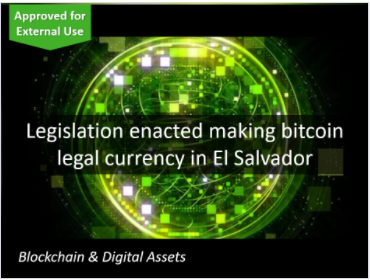 Approved for
External Use
Legislation enacted making bitcoin
legal currency in El Salvador
Blockchain & Digital Assets